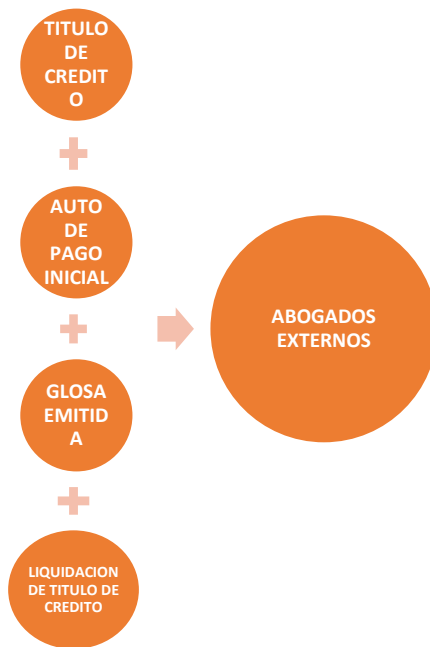 TITULO
DE
CREDIT
O
AUTO
DE
PAGO
INICIAL
GLOSA
EMITID
A
LIQUIDACION
DE TITULO DE
CREDITO
ABOGADOS
EXTERNOS